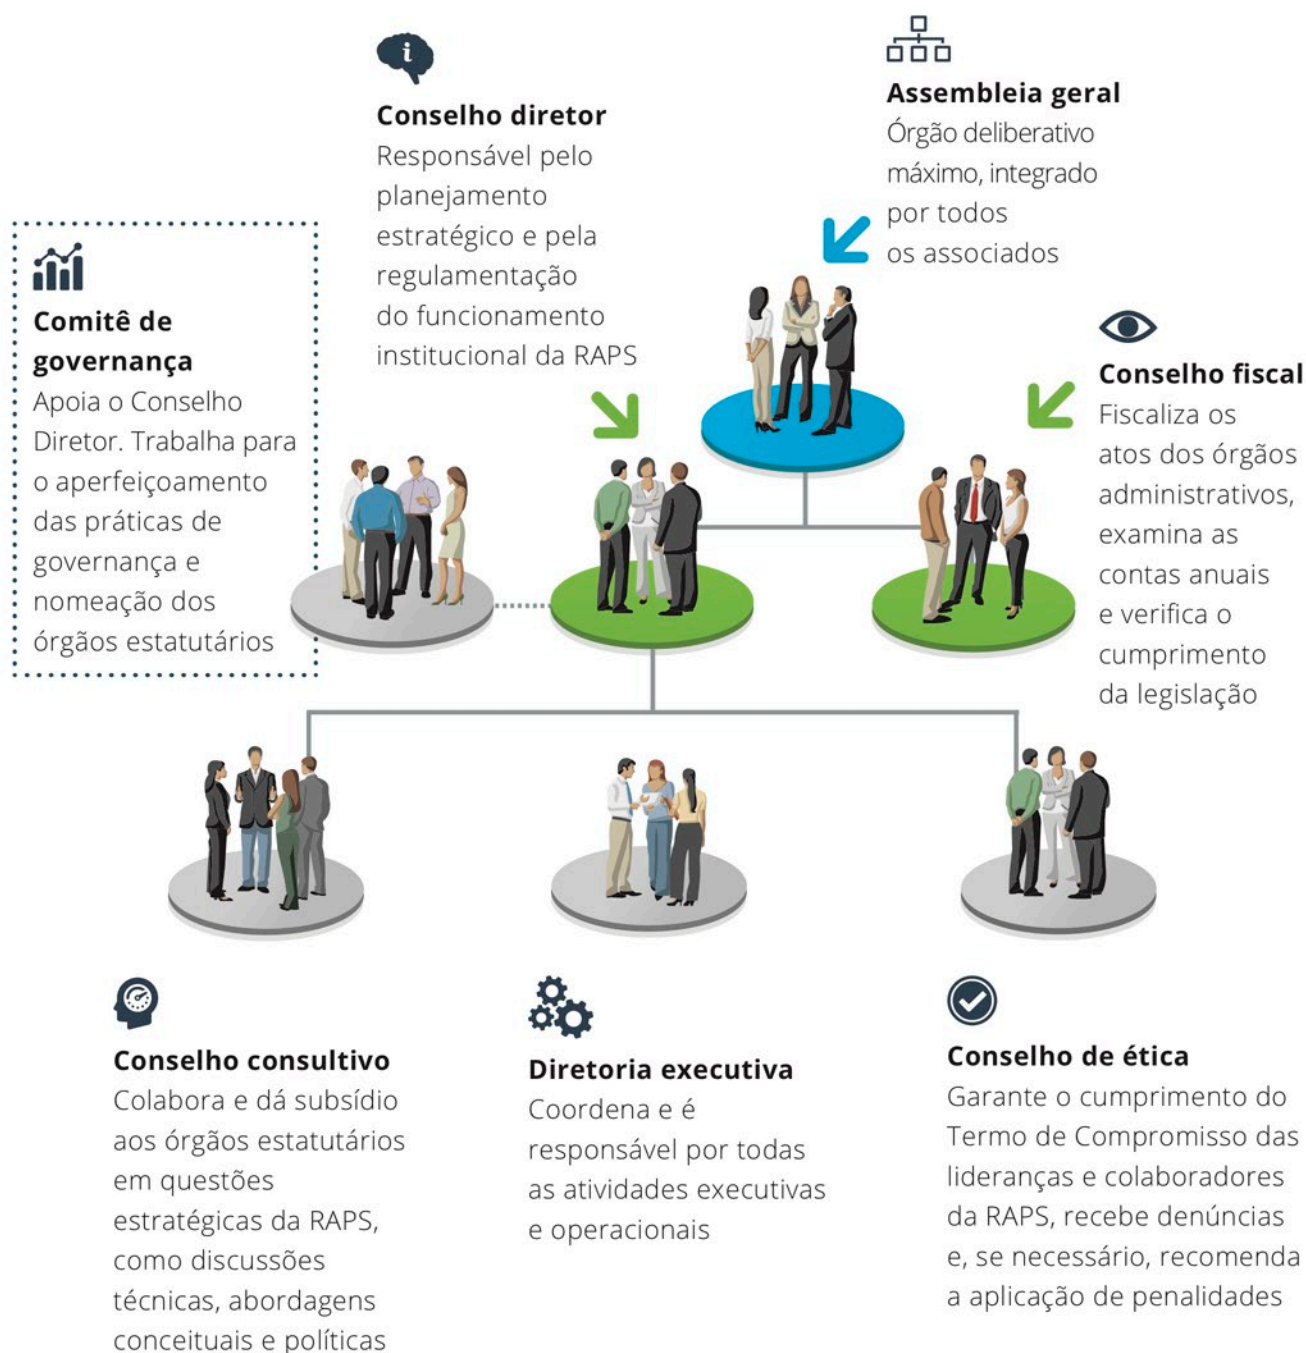 Conselho diretor
Responsável pelo
planejamento
estratégico e pela
regulamentação
do funcionamento
institucional da RAPS
Assembleia geral
Órgão deliberativo
máximo, integrado
por todos
os associados
Comitê de
governança
Apoia o Conselho
Diretor. Trabalha para
o aperfeiçoamento
das práticas de
governança e
nomeação dos
órgãos estatutários
Conselho fiscal
Fiscaliza os
atos dos órgãos
administrativos,
examina as
contas anuais
e verifica o
cumprimento
da legislação
Conselho consultivo
Colabora e dá subsídio
aos órgãos estatutários
em questões
estratégicas da RAPS,
como discussões
técnicas, abordagens
conceituais e políticas
Diretoria executiva
Coordena e é
responsável por todas
as atividades executivas
e operacionais
Conselho de ética
Garante o cumprimento do
Termo de Compromisso das
lideranças e colaboradores
da RAPS, recebe denúncias
e, se necessário, recomenda
a aplicação de penalidades